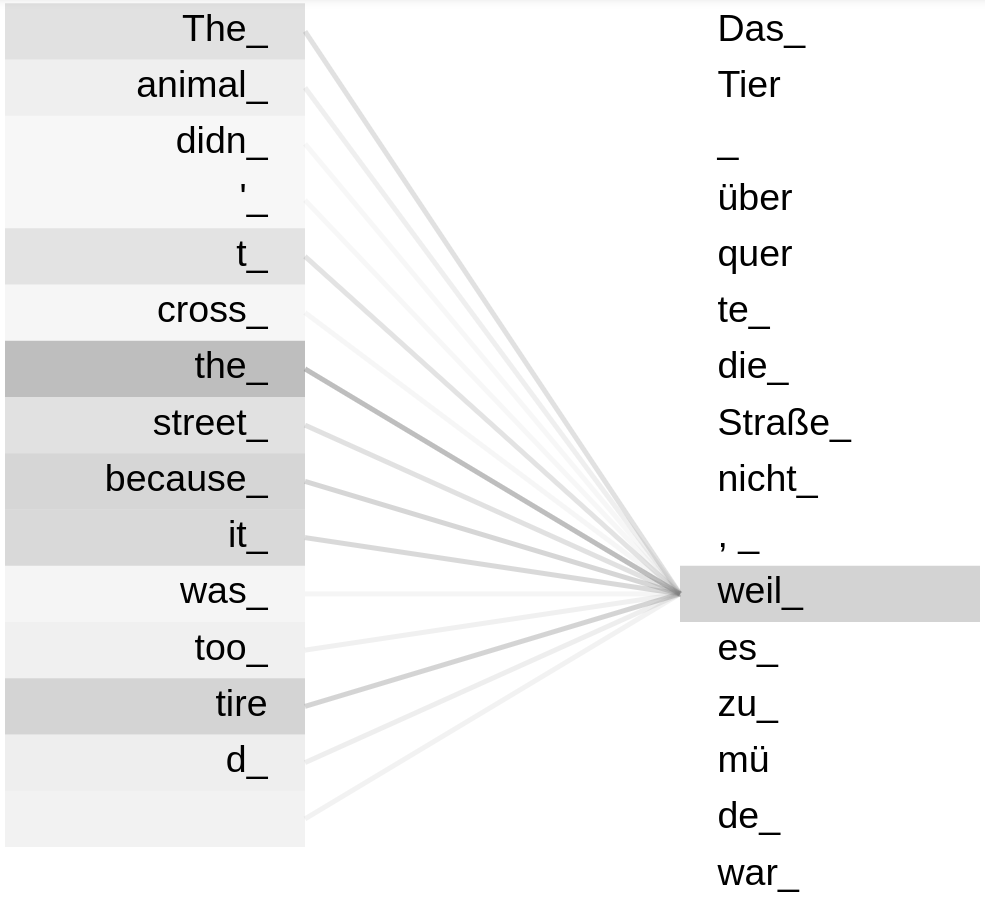 The_ Das_
animal_ Tier
didn_ _
'_ über
t_ quer
cross_ te_
the_ die_
street_ Straße_
because_ nicht_
it_ , _
was_ weil_
too_ es_
tire zu_
d_ mü
de_
war_